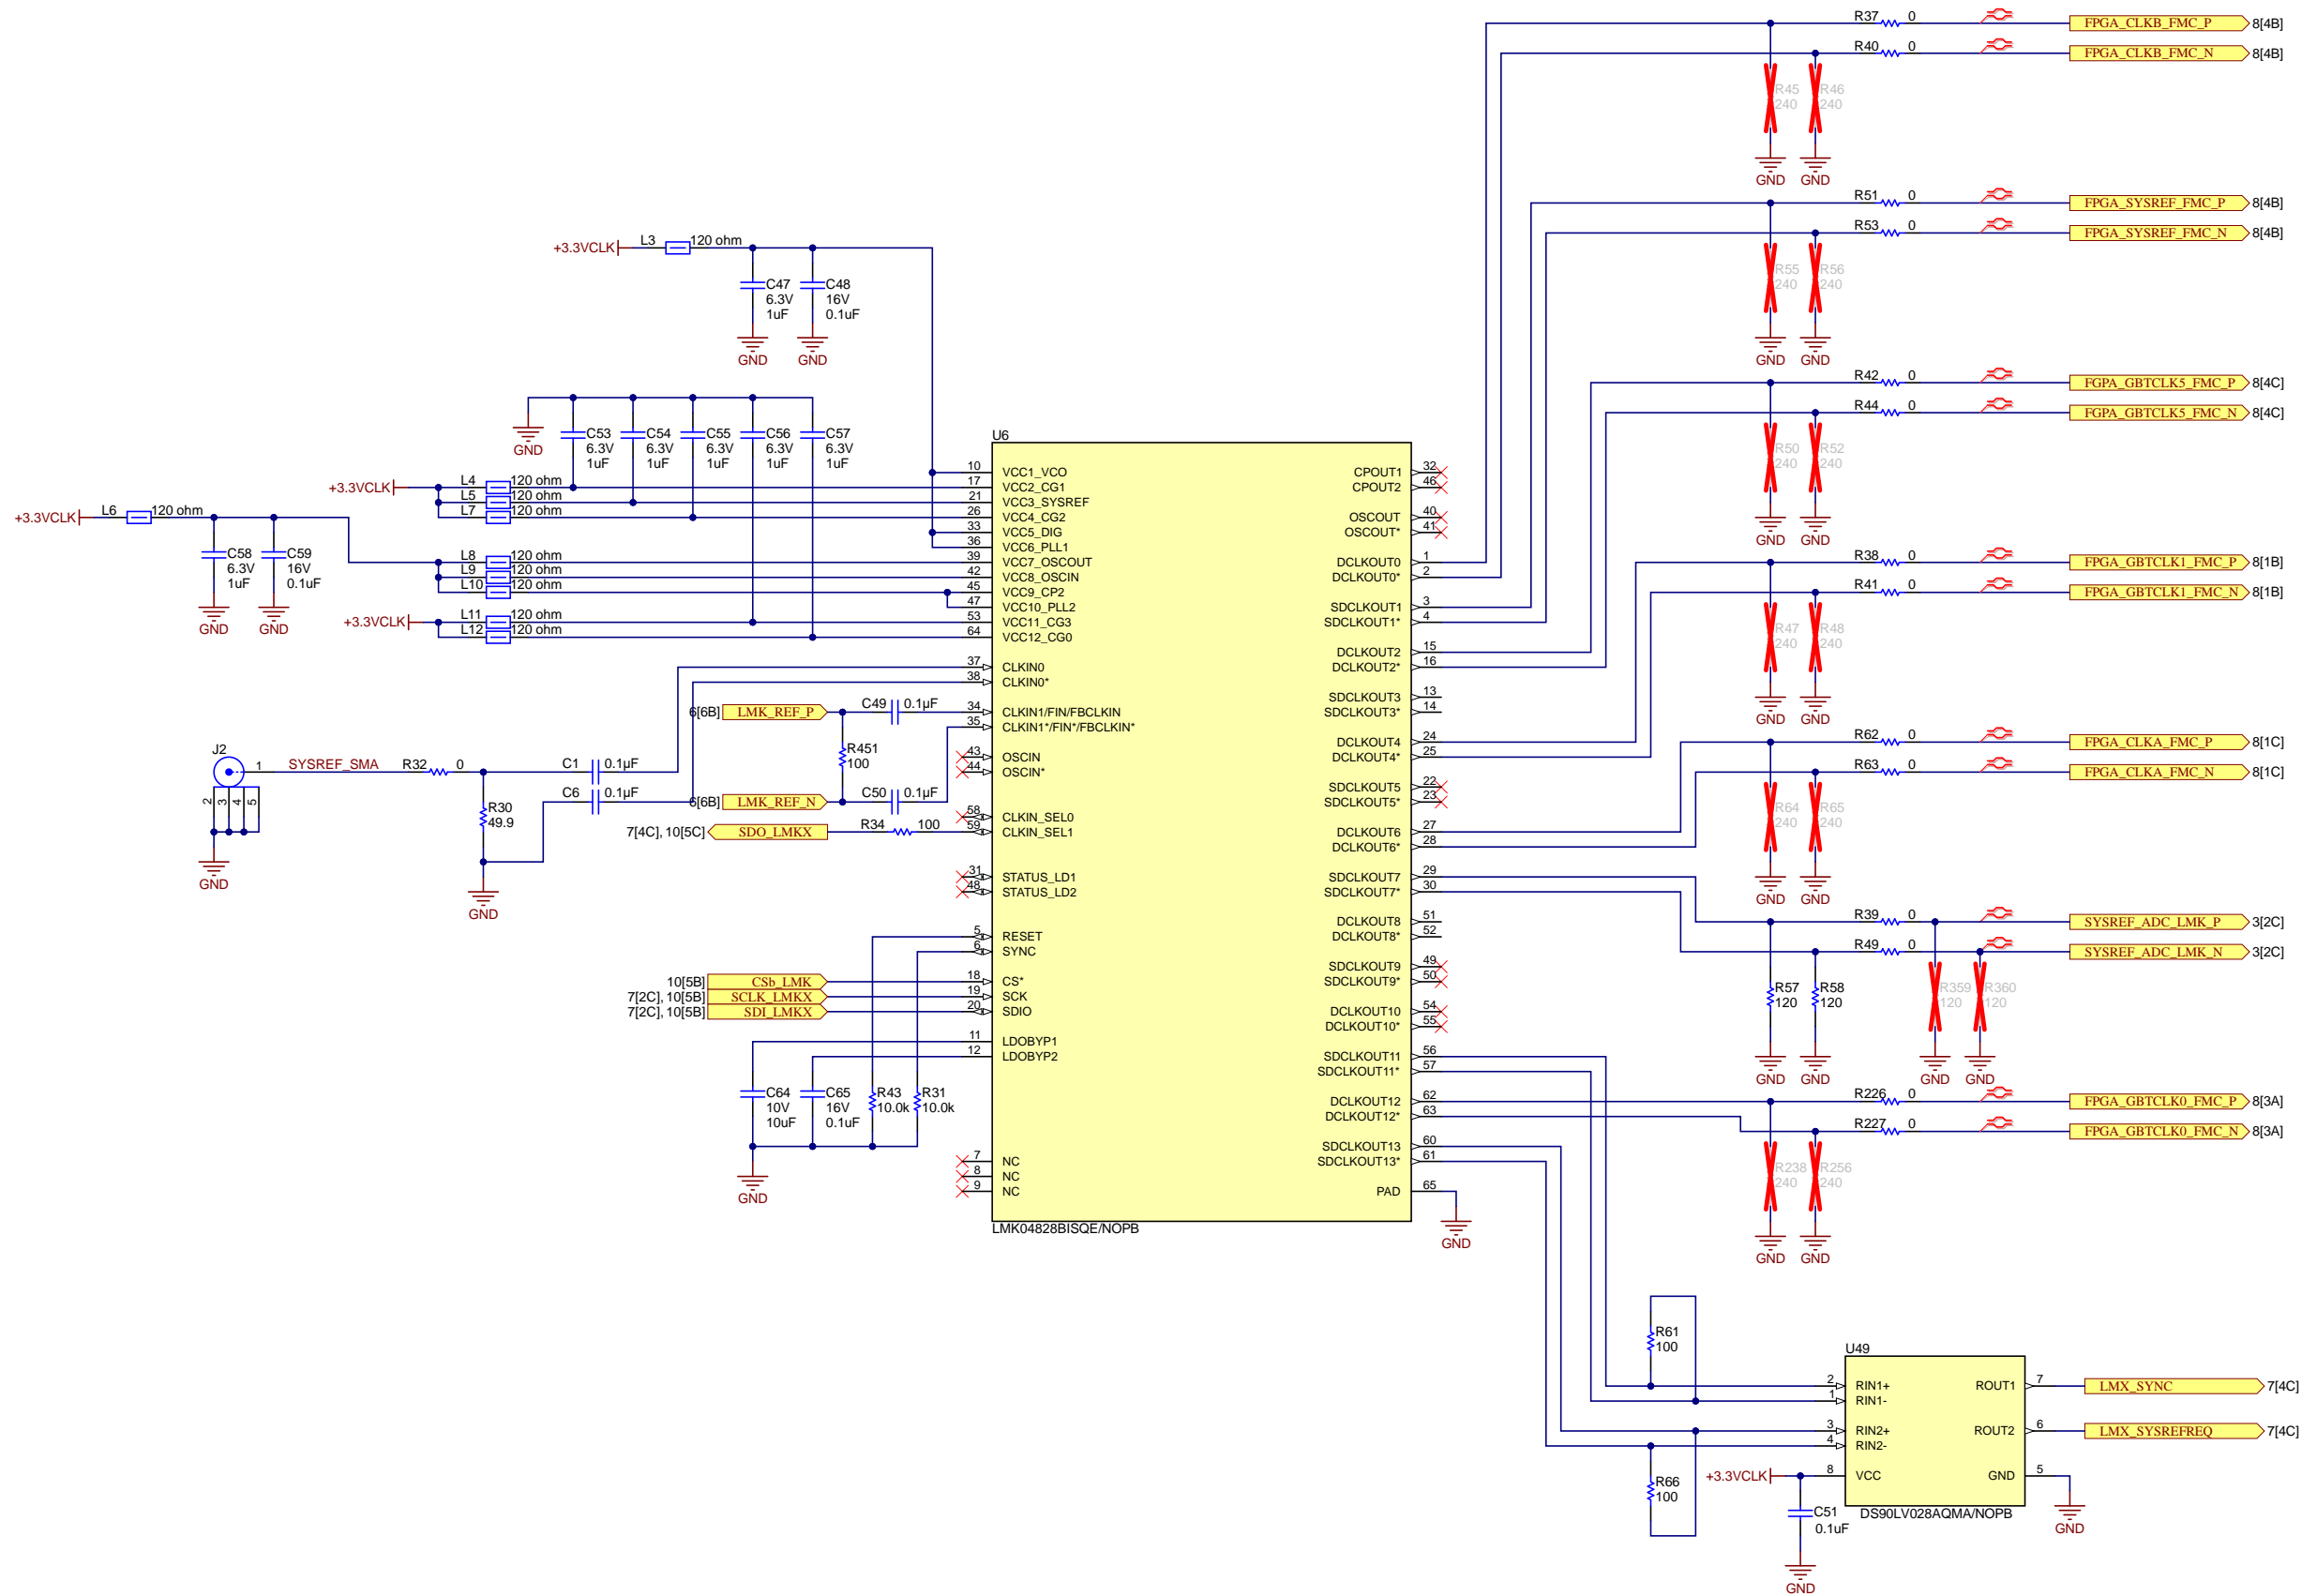 R37 0 FPGA_CLKB_FMC_P 8[4B]
R40 0 FPGA_CLKB_FMC_N 8[4B]
R45 R46
240 240
GND GND
R51 0 FPGA_SYSREF_FMC_P 8[4B]
R53 0 FPGA_SYSREF_FMC_N 8[4B]
R55 R56
240 240
GND GND
+3.3VCLK L3 120 ohm
C47 C48
6.3V 16V
1uF 0.1uF
GND GND
R42 0 FGPA_GBTCLK5_FMC_P 8[4C]
R44 0 FGPA_GBTCLK5_FMC_N 8[4C]
R50 R52
240 240
GND GND
GND
C53 C54 C55 C56 C57
6.3V 6.3V 6.3V 6.3V 6.3V
1uF 1uF 1uF 1uF 1uF
+3.3VCLK L4 120 ohm
L5 120 ohm
L7 120 ohm
+3.3VCLK L6 120 ohm
C58 C59
6.3V 16V
1uF 0.1uF
GND GND
L8 120 ohm
L9 120 ohm
L10 120 ohm
+3.3VCLK L11 120 ohm
L12 120 ohm
U6
10 VCC1_VCO
17 VCC2_CG1
21 VCC3_SYSREF
26 VCC4_CG2
33 VCC5_DIG
36 VCC6_PLL1
39 VCC7_OSCOUT
42 VCC8_OSCIN
45 VCC9_CP2
47 VCC10_PLL2
53 VCC11_CG3
64 VCC12_CG0
37 CLKIN0
38 CLKIN0*
34 CLKIN1/FIN/FBCLKIN
35 CLKIN1*/FIN*/FBCLKIN*
43 OSCIN
44 OSCIN*
58 CLKIN_SEL0
59 CLKIN_SEL1
31 STATUS_LD1
48 STATUS_LD2
5 RESET
6 SYNC
18 CS*
19 SCK
20 SDIO
11 LDOBYP1
12 LDOBYP2
7 NC
8 NC
9 NC
CPOUT1 32
CPOUT2 46
OSCOUT 40
OSCOUT* 41
DCLKOUT0 1
DCLKOUT0* 2
SDCLKOUT1 3
SDCLKOUT1* 4
DCLKOUT2 15
DCLKOUT2* 16
SDCLKOUT3 13
SDCLKOUT3* 14
DCLKOUT4 24
DCLKOUT4* 25
SDCLKOUT5 22
SDCLKOUT5* 23
DCLKOUT6 27
DCLKOUT6* 28
SDCLKOUT7 29
SDCLKOUT7* 30
DCLKOUT8 51
DCLKOUT8* 52
SDCLKOUT9 49
SDCLKOUT9* 50
DCLKOUT10 54
DCLKOUT10* 55
SDCLKOUT11 56
SDCLKOUT11* 57
DCLKOUT12 62
DCLKOUT12* 63
SDCLKOUT13 60
SDCLKOUT13* 61
PAD 65
LMK04828BISQE/NOPB
GND
6[6B] LMK_REF_P C49 0.1µF
R451
100
6[6B] LMK_REF_N C50 0.1µF
J2
1 SYSREF_SMA R32 0 C1 0.1µF
C6 0.1µF
2 3 4 5
R30
49.9
GND
GND
7[4C], 10[5C] SDO_LMKX R34 100
10[5B] CSb_LMK
7[2C], 10[5B] SCLK_LMKX
7[2C], 10[5B] SDI_LMKX
C64 C65 R43 R31
10V 16V 10.0k 10.0k
10uF 0.1uF
GND
R38 0 FPGA_GBTCLK1_FMC_P 8[1B]
R41 0 FPGA_GBTCLK1_FMC_N 8[1B]
R47 R48
240 240
GND GND
R62 0 FPGA_CLKA_FMC_P 8[1C]
R63 0 FPGA_CLKA_FMC_N 8[1C]
R64 R65
240 240
GND GND
R39 0 SYSREF_ADC_LMK_P 3[2C]
R49 0 SYSREF_ADC_LMK_N 3[2C]
R57 R58 R359 R360
120 120 120 120
GND GND GND GND
R226 0 FPGA_GBTCLK0_FMC_P 8[3A]
R227 0 FPGA_GBTCLK0_FMC_N 8[3A]
R238 R256
240 240
GND GND
R61
100
R66
100
U49
2 RIN1+ ROUT1 7 LMX_SYNC 7[4C]
1 RIN1-
3 RIN2+ ROUT2 6 LMX_SYSREFREQ 7[4C]
4 RIN2-
+3.3VCLK 8 VCC GND 5
DS90LV028AQMA/NOPB
C51
0.1uF
GND
GND